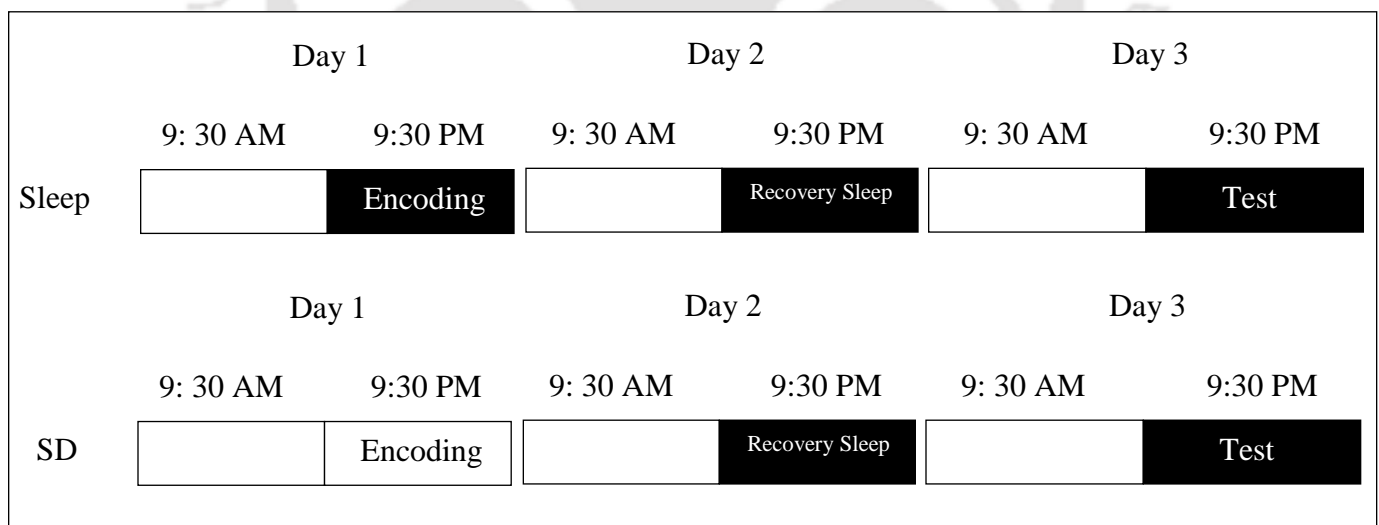 Day 1 Day 2 Day 3
9: 30 AM 9:30 PM 9: 30 AM 9:30 PM 9: 30 AM 9:30 PM
Sleep Encoding Recovery Sleep Test
Day 1 Day 2 Day 3
9: 30 AM 9:30 PM 9: 30 AM 9:30 PM 9: 30 AM 9:30 PM
SD Encoding Recovery Sleep Test